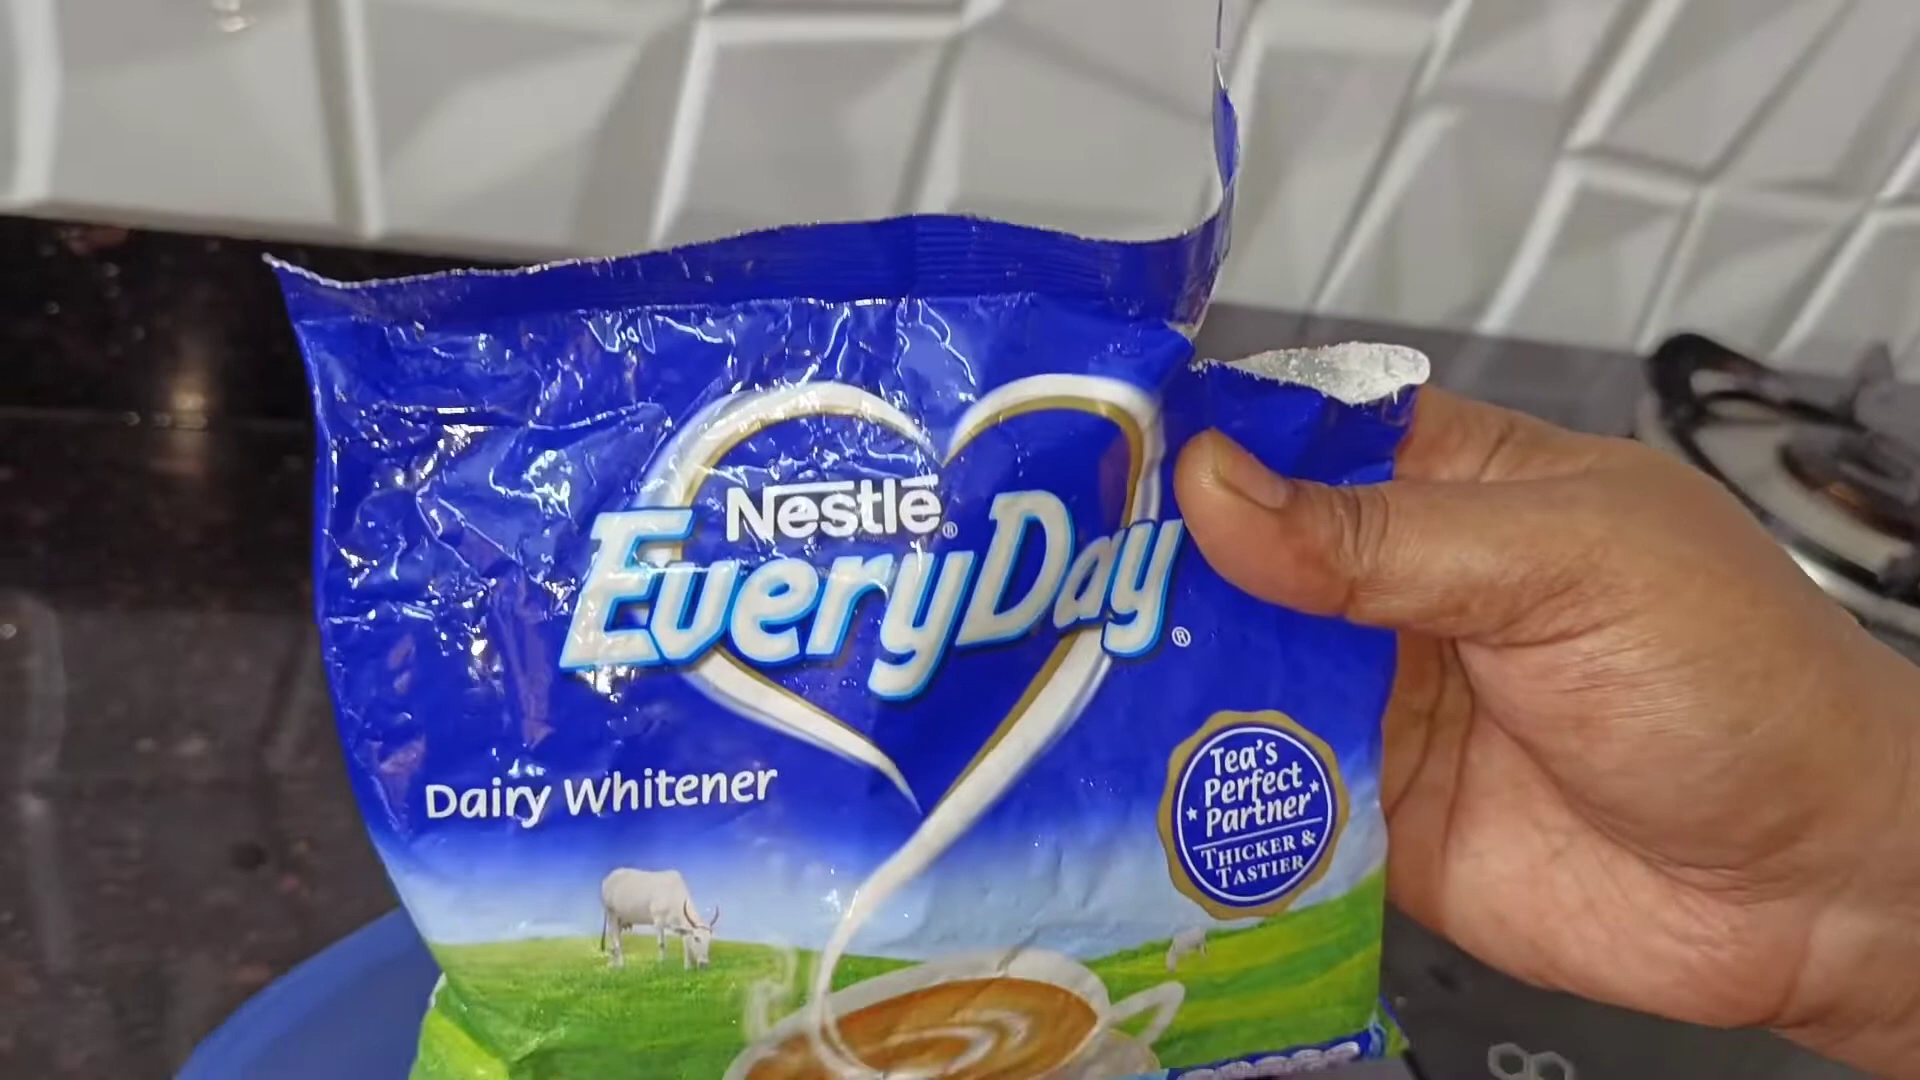 Nestlé®
EveryDay®
Dairy Whitener
Tea's
Perfect
Partner
THICKER &
TASTIER